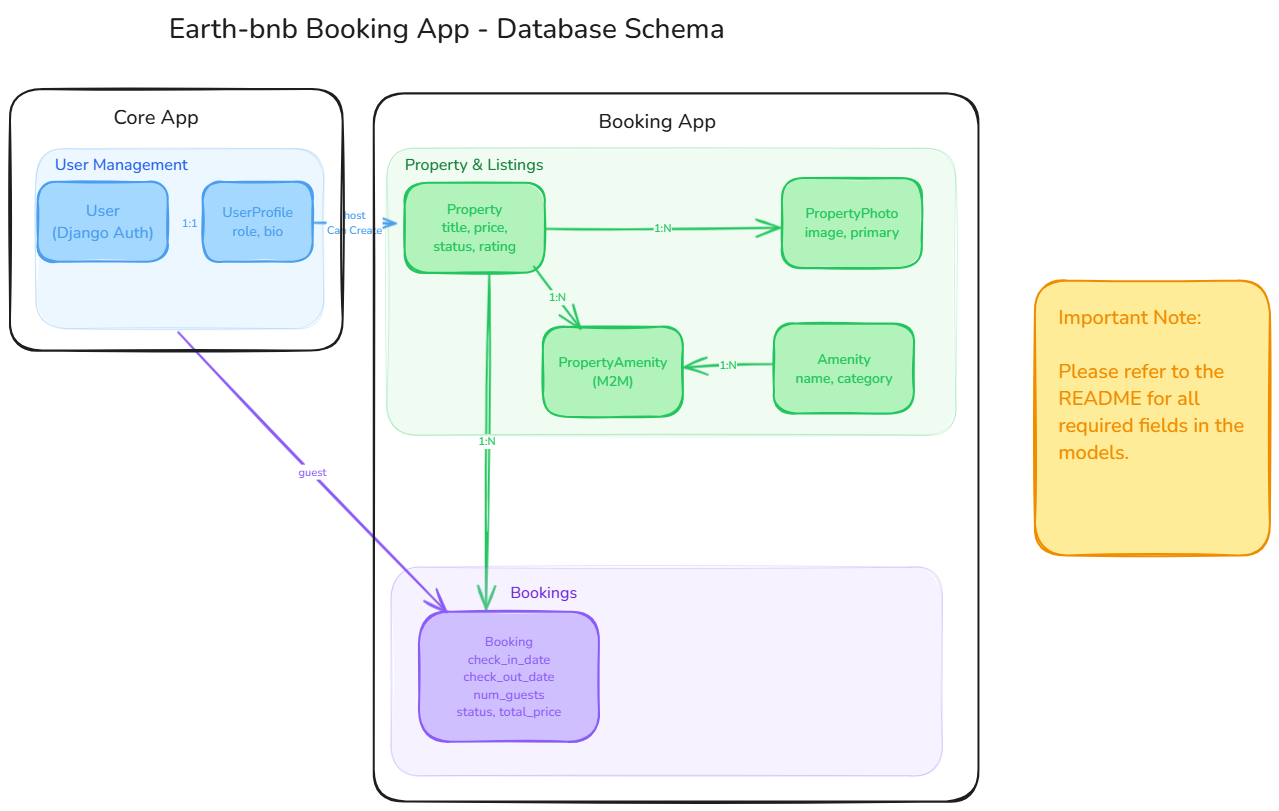 Earth-bnb Booking App - Database Schema
Core App
User Management
User
(Django Auth)
1:1
UserProfile
role, bio
host
Can Create
guest
Booking App
Property & Listings
Property
title, price,
status, rating
1:N
PropertyPhoto
image, primary
1:N
PropertyAmenity
(M2M)
1:N
Amenity
name, category
1:N
Bookings
Booking
check_in_date
check_out_date
num_guests
status, total_price
Important Note:
Please refer to the
README for all
required fields in the
models.